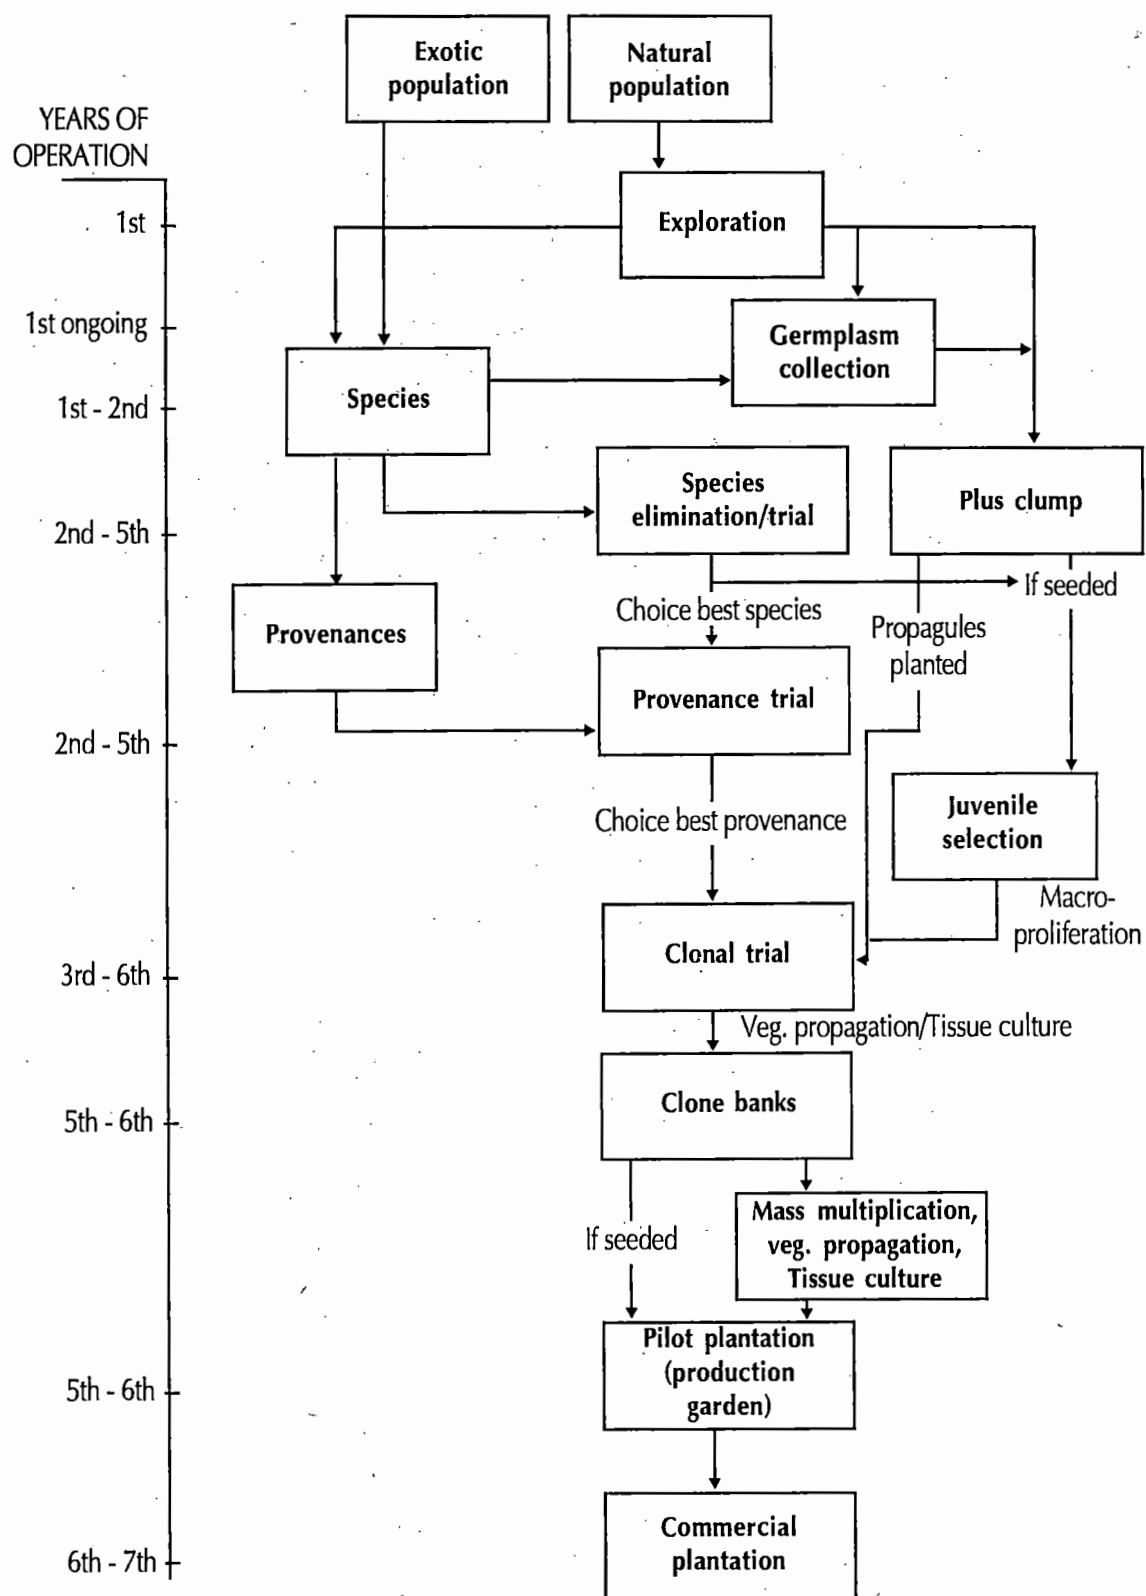 Exotic
population
Natural
population
YEARS OF
OPERATION
1st
Exploration
1st ongoing
Germplasm
collection
Species
1st - 2nd
Species
elimination/trial
Plus clump
2nd - 5th
If seeded
Choice best species
Propagules
planted
Provenances
Provenance trial
2nd - 5th
Juvenile
selection
Choice best provenance
Macro-
proliferation
Clonal trial
3rd - 6th
Veg. propagation/Tissue culture
Clone banks
5th - 6th
If seeded
Mass multiplication,
veg. propagation,
Tissue culture
Pilot plantation
(production
garden)
5th - 6th
Commercial
plantation
6th - 7th